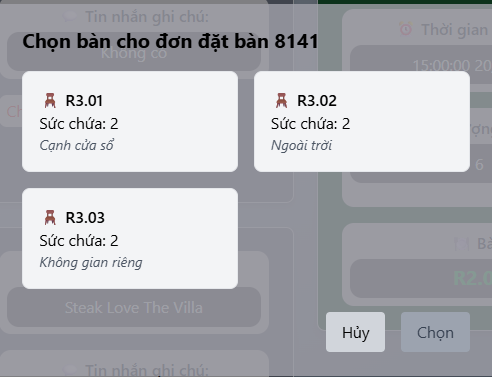 Tin nhắn ghi chú:
Thời gian
Chọn bàn cho đơn đặt bàn 8141
Không có
15:00:00 20
R3.01
Sức chứa: 2
Cạnh cửa sổ
R3.02
Sức chứa: 2
Ngoài trời
6
R3.03
Sức chứa: 2
Không gian riêng
Steak Love The Villa
Hủy
Chọn
Tin nhắn ghi chú: